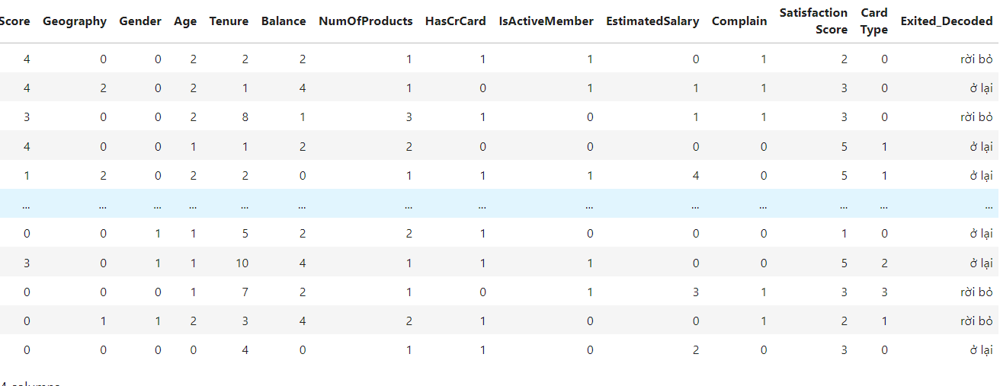 Score Geography Gender Age Tenure Balance NumOfProducts HasCrCard IsActiveMember EstimatedSalary Complain Satisfaction Score Card Type Exited_Decoded
4 0 0 2 2 2 1 1 1 0 1 2 0 rời bỏ
4 2 0 2 1 4 1 0 1 1 1 3 0 ở lại
3 0 0 2 8 1 3 1 0 1 1 3 0 rời bỏ
4 0 0 1 1 2 2 0 0 0 0 5 1 ở lại
1 2 0 2 2 0 1 1 1 4 0 5 1 ở lại
... ... ... ... ... ... ... ... ... ... ... ... ... ...
0 0 1 1 5 2 2 1 0 0 0 1 0 ở lại
3 0 1 1 10 4 1 1 1 0 0 5 2 ở lại
0 0 0 1 7 2 1 0 1 3 1 3 3 rời bỏ
0 1 1 2 3 4 2 1 0 0 1 2 1 rời bỏ
0 0 0 0 4 0 1 1 0 2 0 3 0 ở lại
4 columns